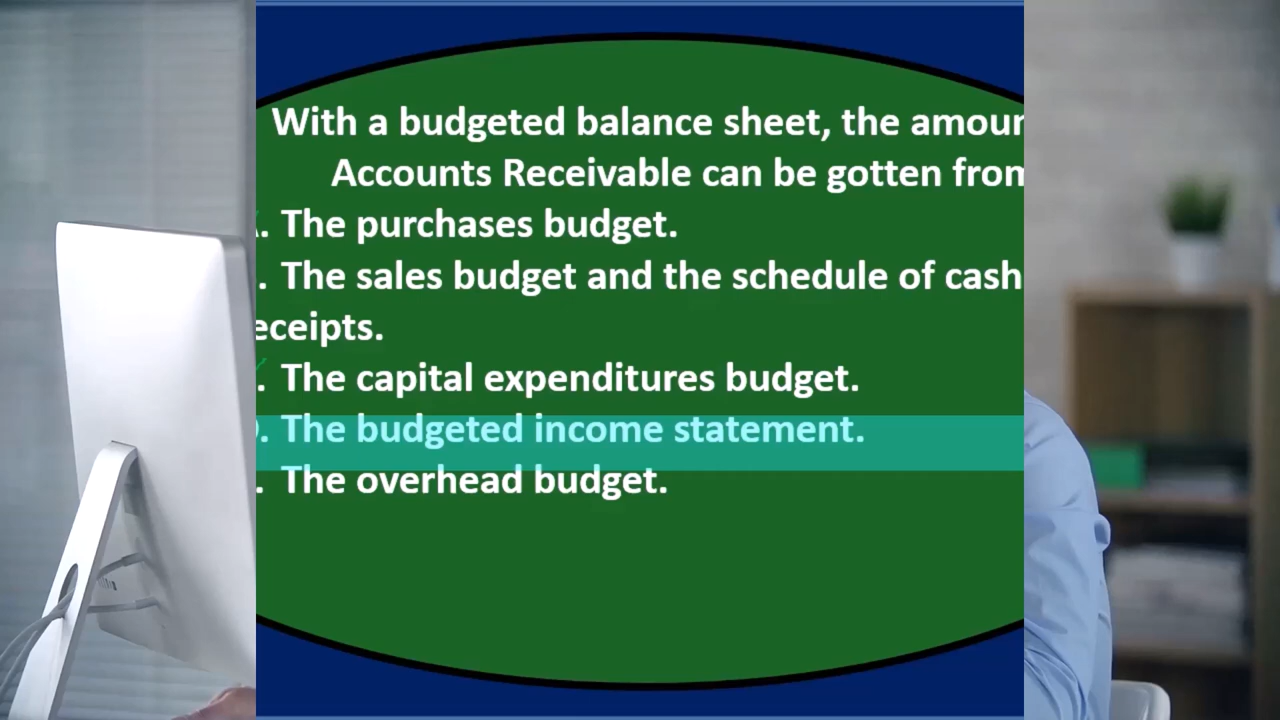 With a budgeted balance sheet, the amoun
Accounts Receivable can be gotten from
. The purchases budget.
. The sales budget and the schedule of cash
eceipts.
. The capital expenditures budget.
. The budgeted income statement.
. The overhead budget.